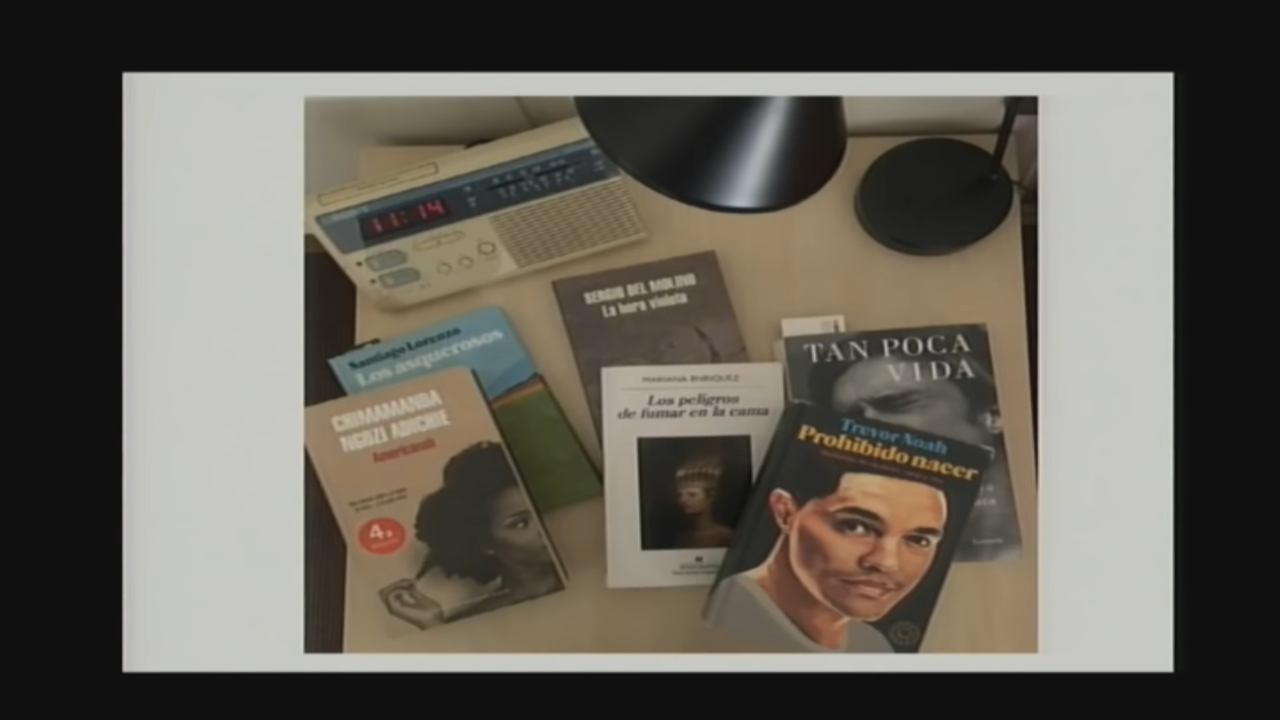 11:14
SERGIO DEL MOLINO
La hora violeta
Santiago Lorenzo
Los asquerosos
CHIMAMANDA
NGOZI ADICHIE
Americanah
4ª
MARIANA ENRIQUEZ
Los peligros
de fumar en la cama
TAN POCA
VIDA
Trevor Noah
Prohibido nacer